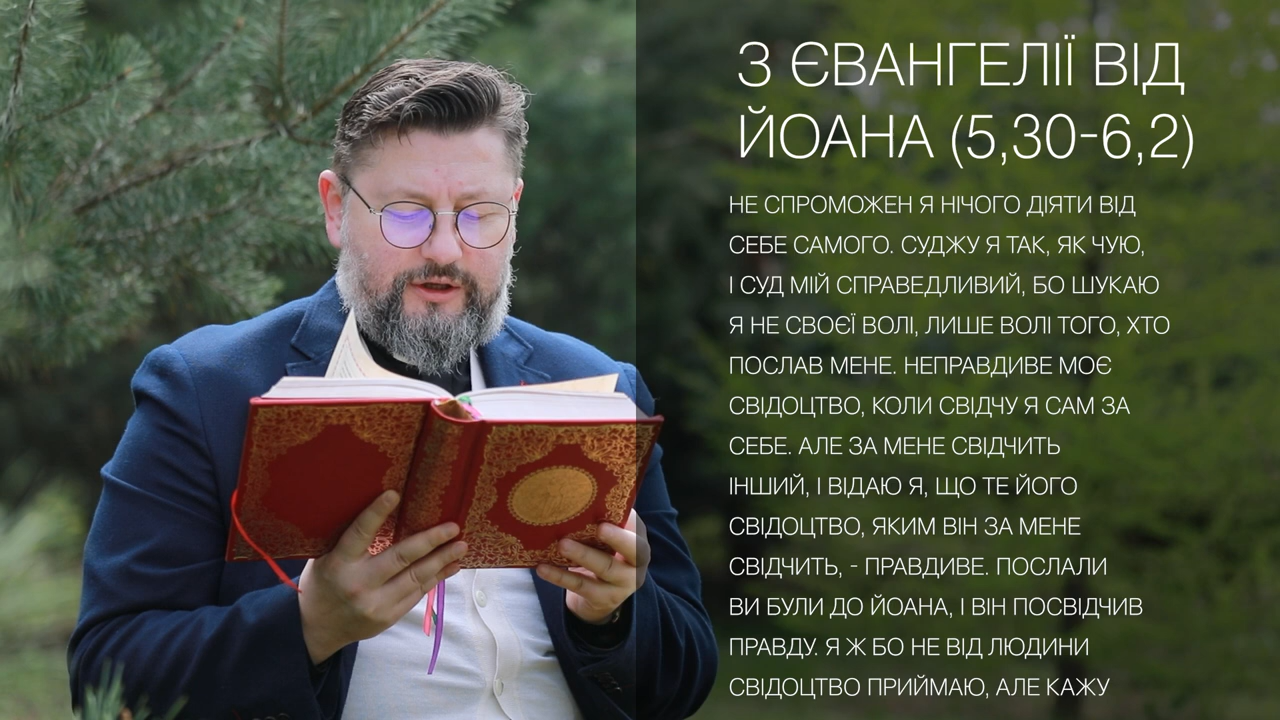 З ЄВАНГЕЛІЇ ВІД
ЙОАНА (5,30-6,2)
НЕ СПРОМОЖЕН Я НІЧОГО ДІЯТИ ВІД
СЕБЕ САМОГО. СУДЖУ Я ТАК, ЯК ЧУЮ,
І СУД МІЙ СПРАВЕДЛИВИЙ, БО ШУКАЮ
Я НЕ СВОЄЇ ВОЛІ, ЛИШЕ ВОЛІ ТОГО, ХТО
ПОСЛАВ МЕНЕ. НЕПРАВДИВЕ МОЄ
СВІДОЦТВО, КОЛИ СВІДЧУ Я САМ ЗА
СЕБЕ. АЛЕ ЗА МЕНЕ СВІДЧИТЬ
ІНШИЙ, І ВІДАЮ Я, ЩО ТЕ ЙОГО
СВІДОЦТВО, ЯКИМ ВІН ЗА МЕНЕ
СВІДЧИТЬ, - ПРАВДИВЕ. ПОСЛАЛИ
ВИ БУЛИ ДО ЙОАНА, І ВІН ПОСВІДЧИВ
ПРАВДУ. Я Ж БО НЕ ВІД ЛЮДИНИ
СВІДОЦТВО ПРИЙМАЮ, АЛЕ КАЖУ